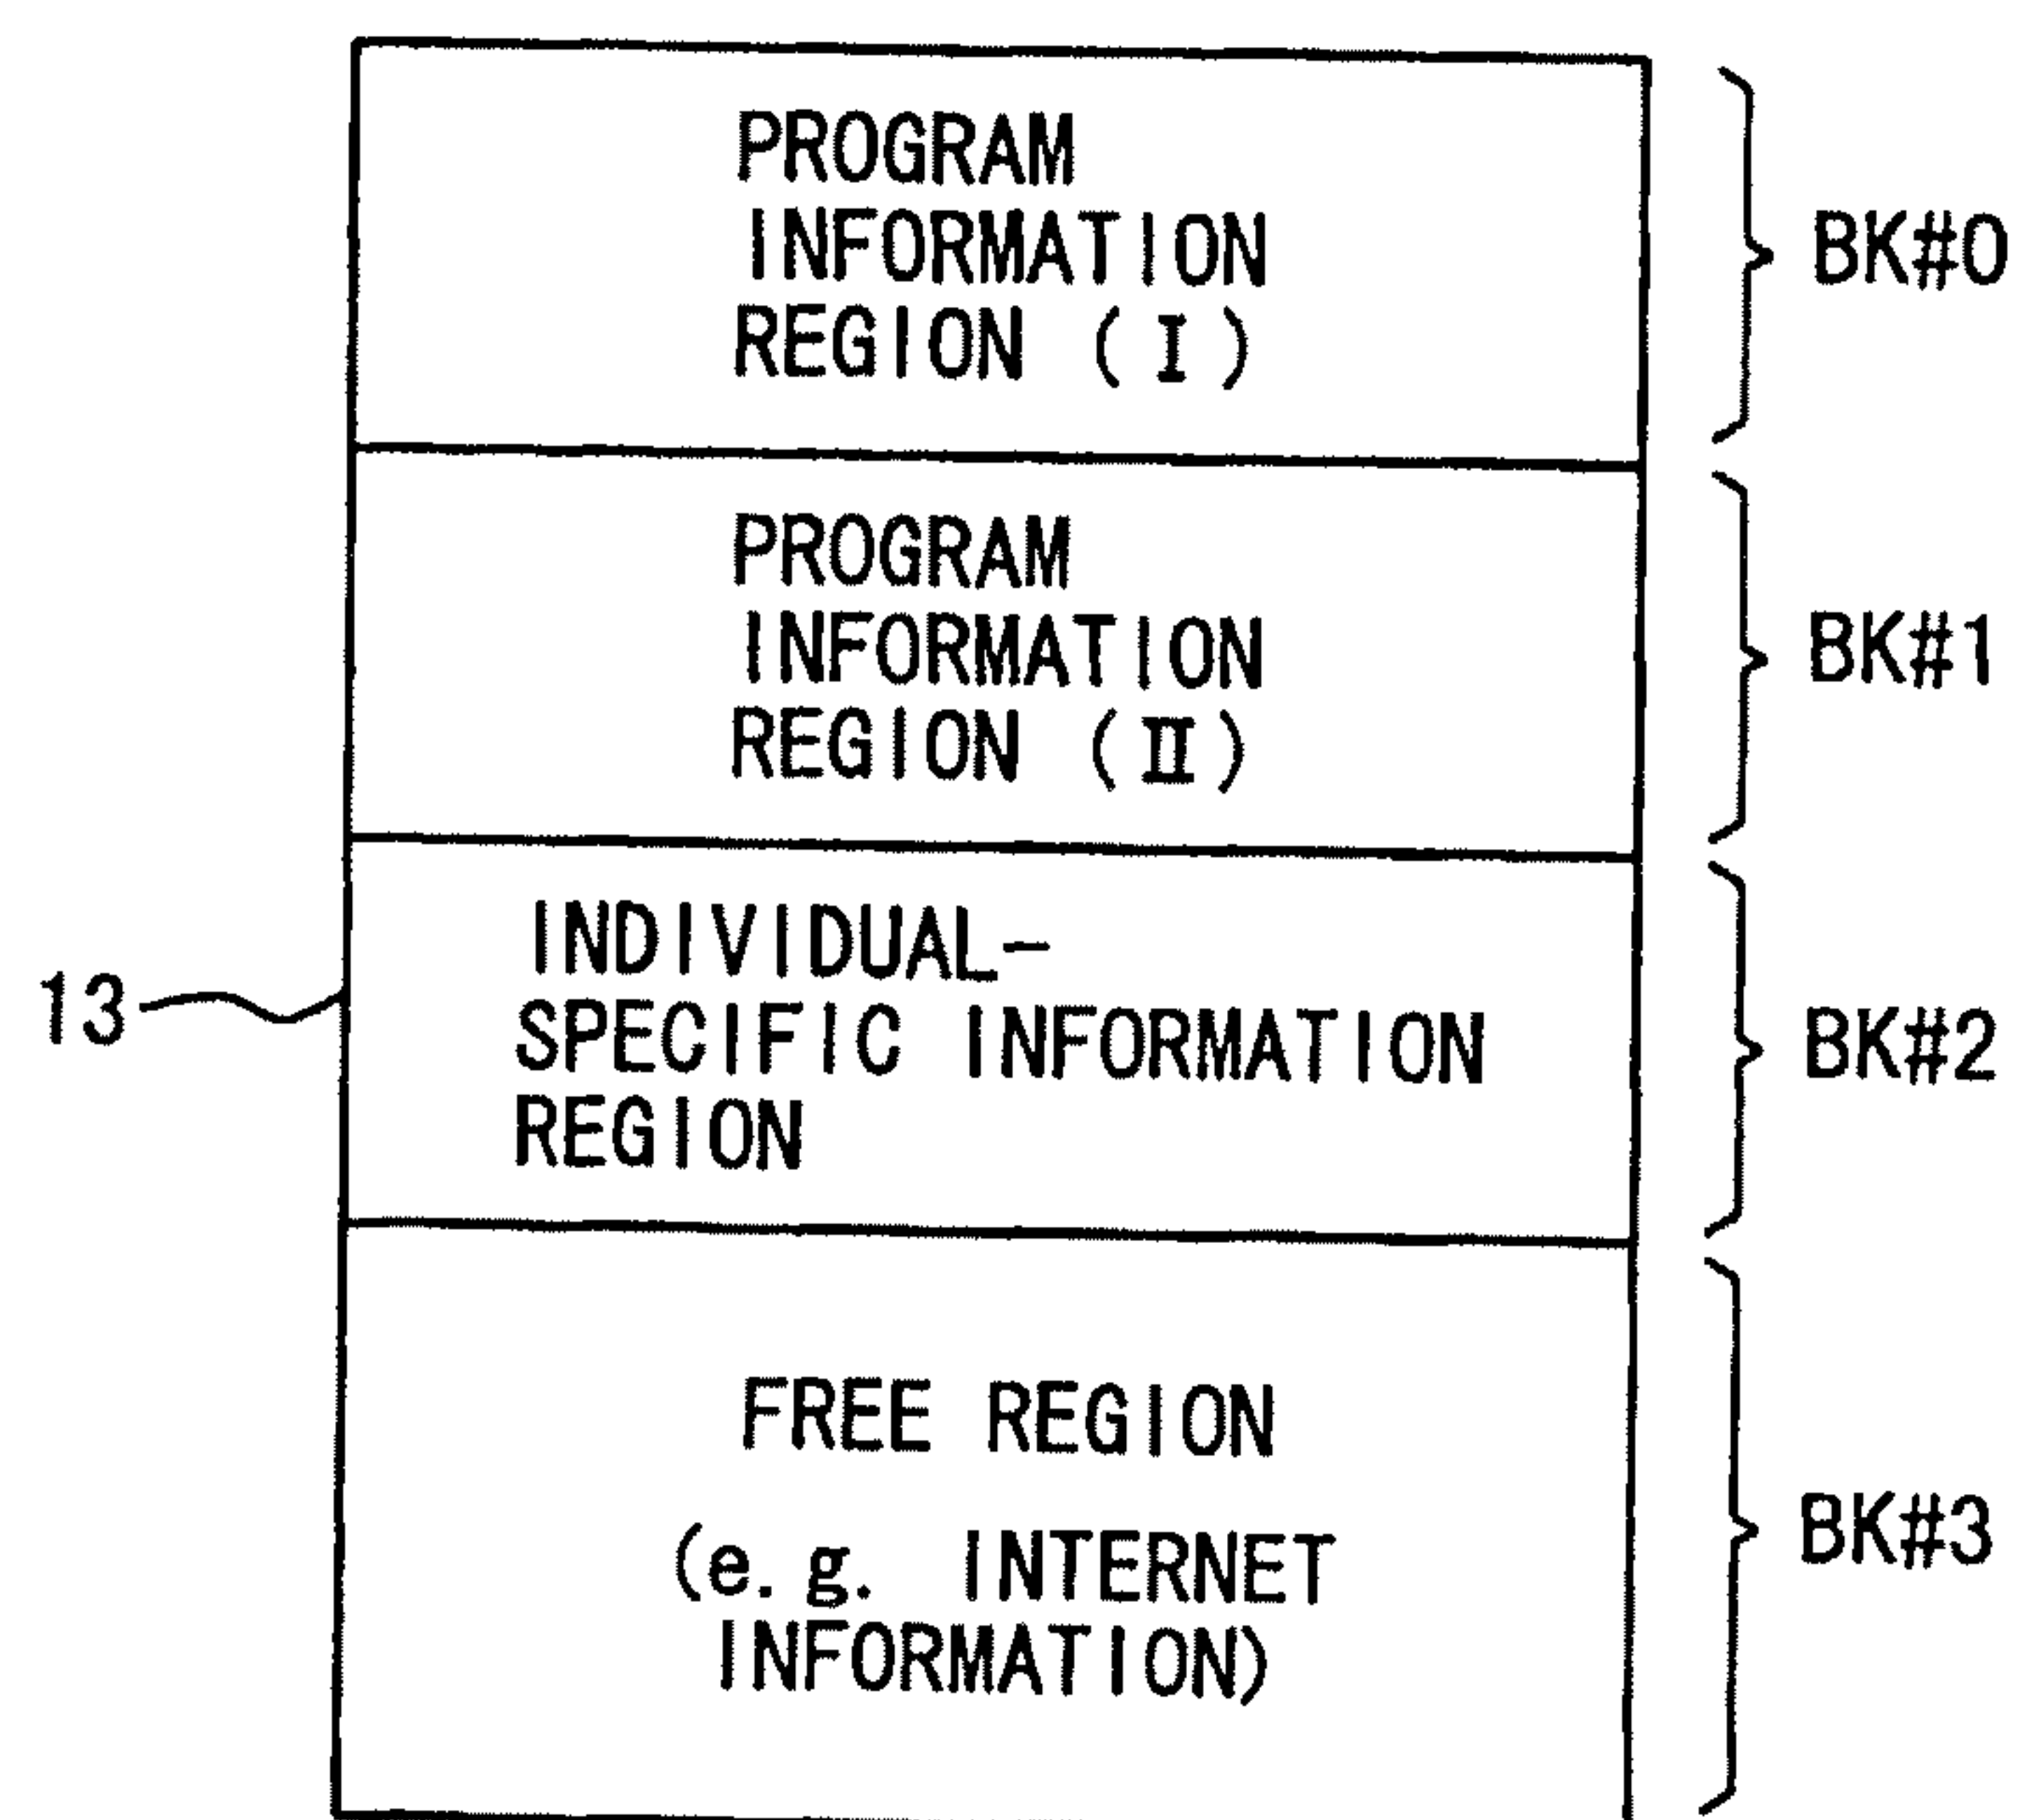 PROGRAM
INFORMATION
REGION (I)
BK#0
PROGRAM
INFORMATION
REGION (II)
BK#1
INDIVIDUAL-
SPECIFIC INFORMATION
REGION
BK#2
13
FREE REGION
(e.g. INTERNET
INFORMATION)
BK#3